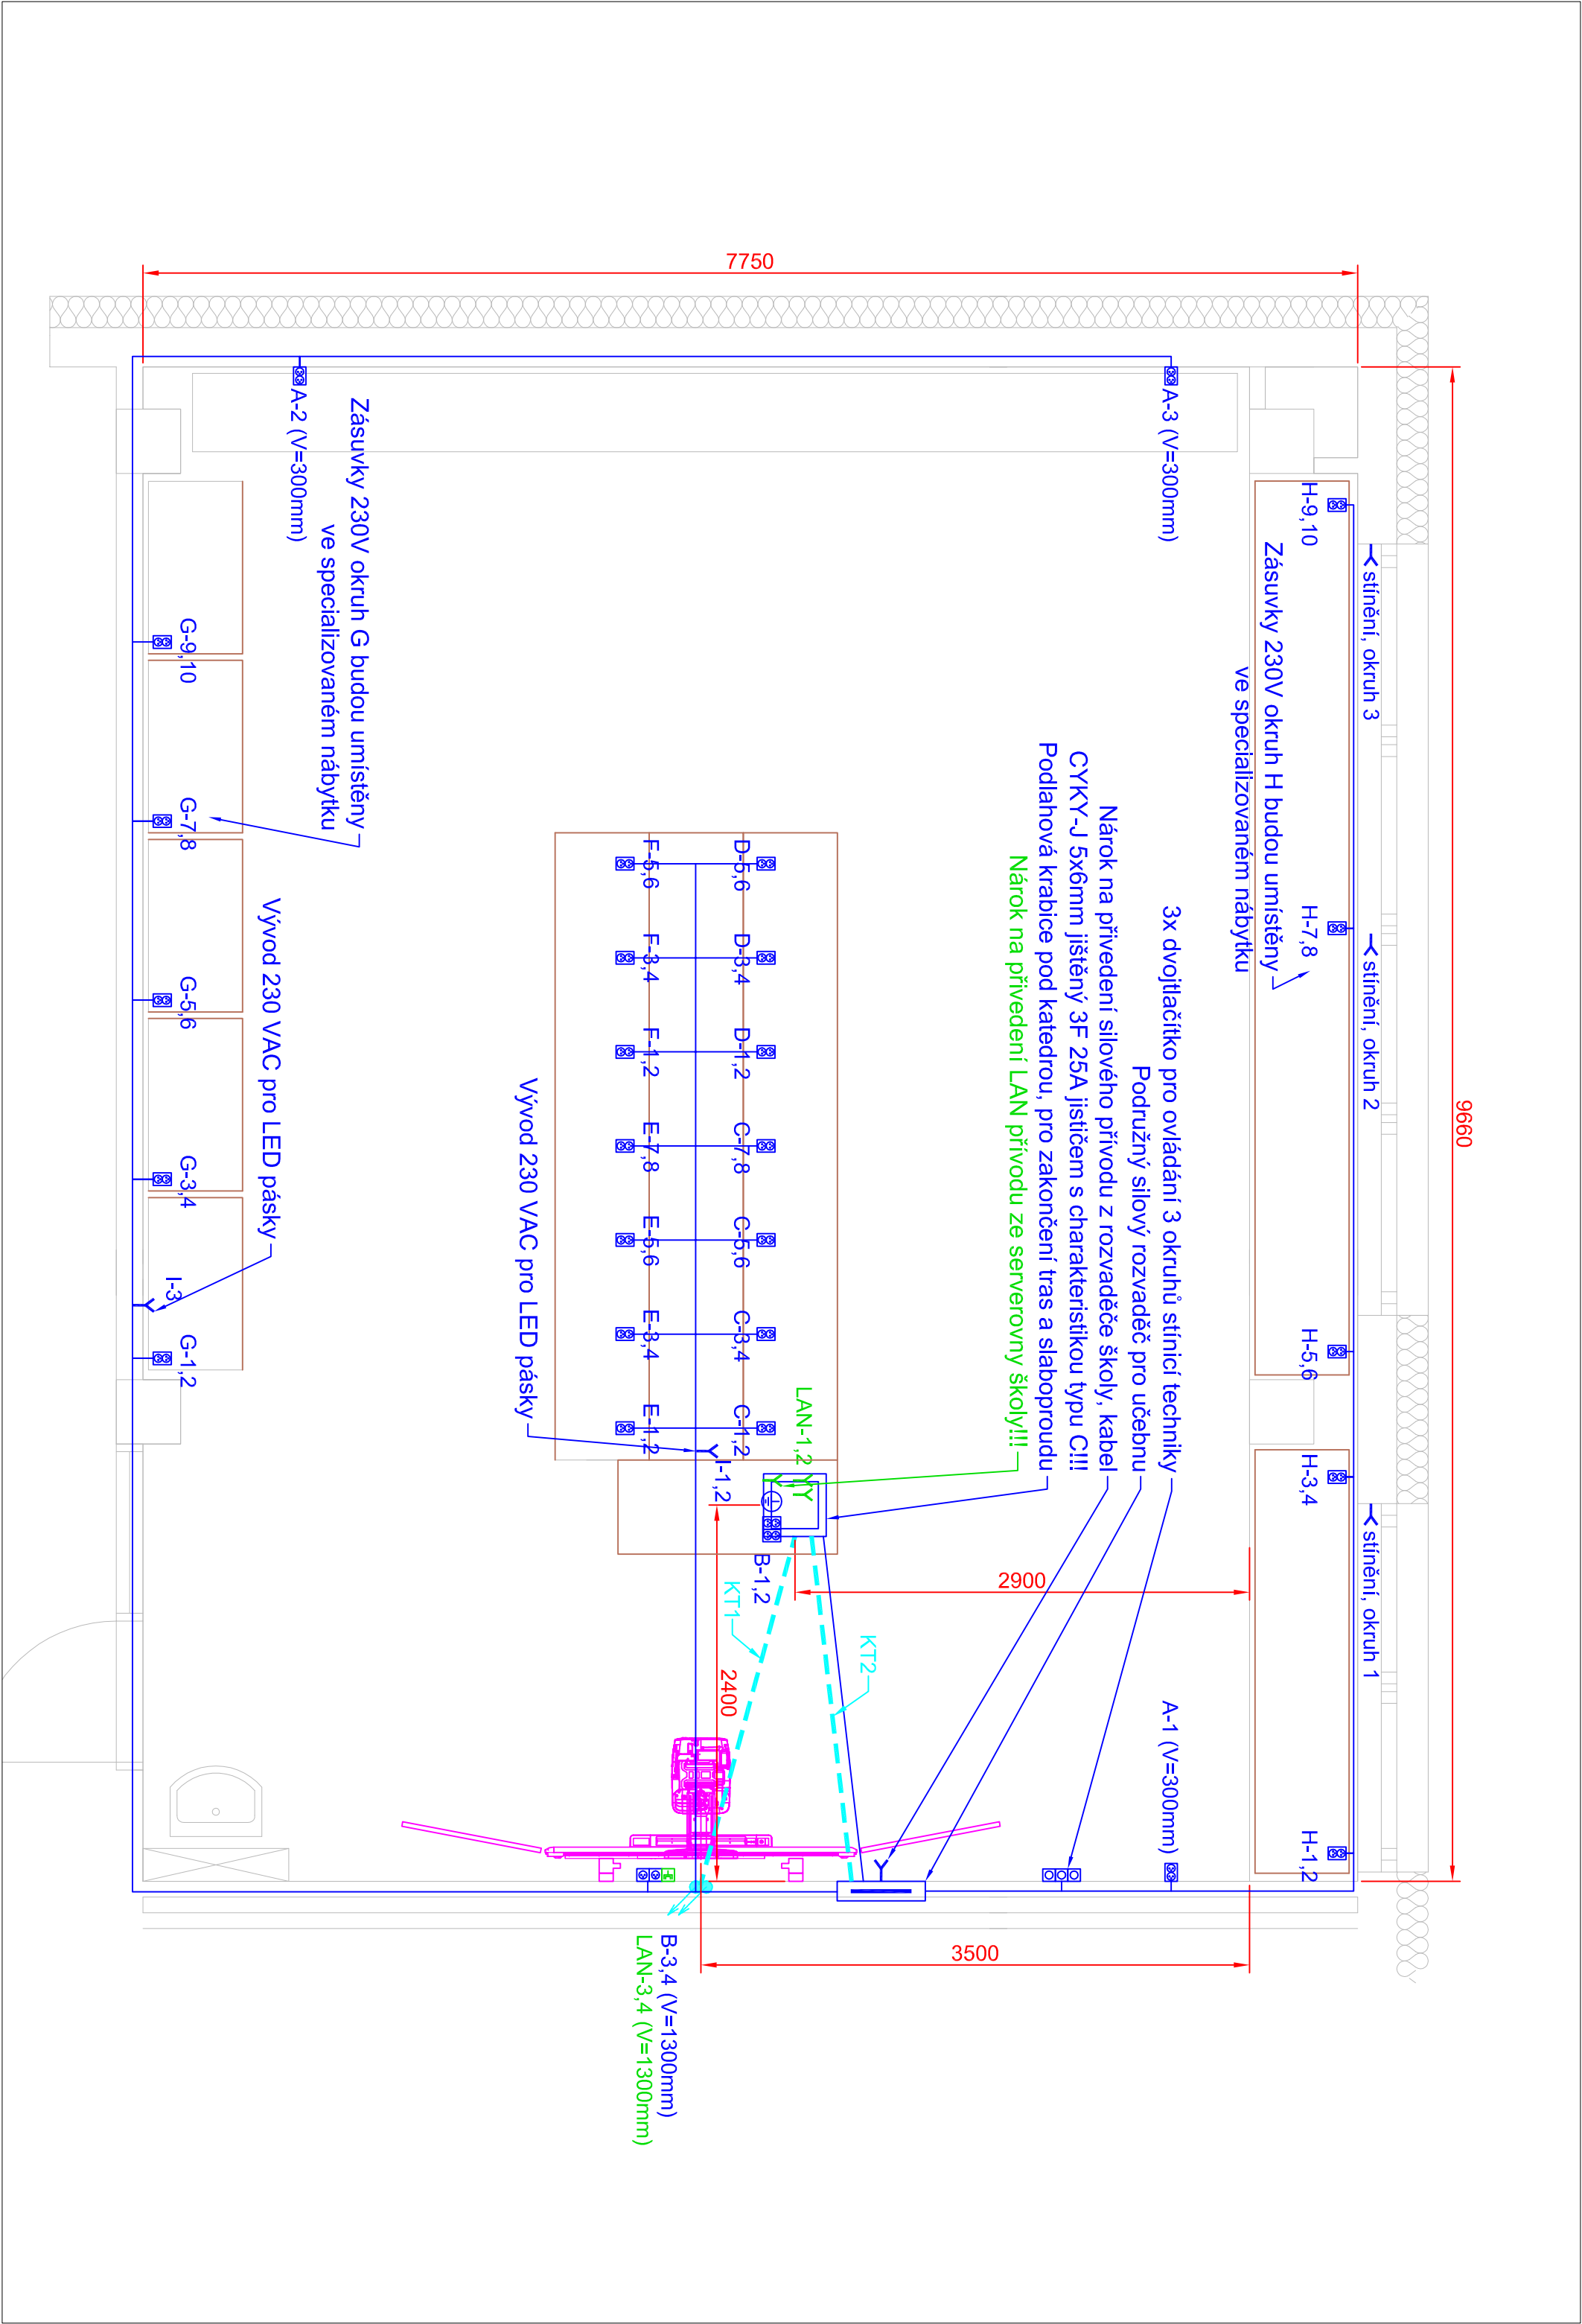 7750
9660
A-2 (V=300mm)
A-3 (V=300mm)
Zásuvky 230V okruh G budou umístěny
ve specializovaném nábytku
Zásuvky 230V okruh H budou umístěny
ve specializovaném nábytku
H-9,10
H-7,8
H-5,6
H-3,4
H-1,2
stínění, okruh 3
stínění, okruh 2
stínění, okruh 1
G-9,10
G-7,8
G-5,6
G-3,4
I-3
G-1,2
Vývod 230 VAC pro LED pásky
Vývod 230 VAC pro LED pásky
3x dvojtlačítko pro ovládání 3 okruhů stínicí techniky
Podružný silový rozvaděč pro učebnu
Nárok na přivedení silového přívodu z rozvaděče školy, kabel
CYKY-J 5x6mm jištěný 3F 25A jističem s charakteristikou typu C!!!
Podlahová krabice pod katedrou, pro zakončení tras a slaboproudu
Nárok na přivedení LAN přívodu ze serverovny školy!!!
D-5,6
D-3,4
D-1,2
C-7,8
C-5,6
C-3,4
C-1,2
F-5,6
F-3,4
F-1,2
E-7,8
E-5,6
E-3,4
E-1,2
LAN-1,2
I-1,2
B-1,2
KT1
KT2
2900
2400
A-1 (V=300mm)
3500
B-3,4 (V=1300mm)
LAN-3,4 (V=1300mm)